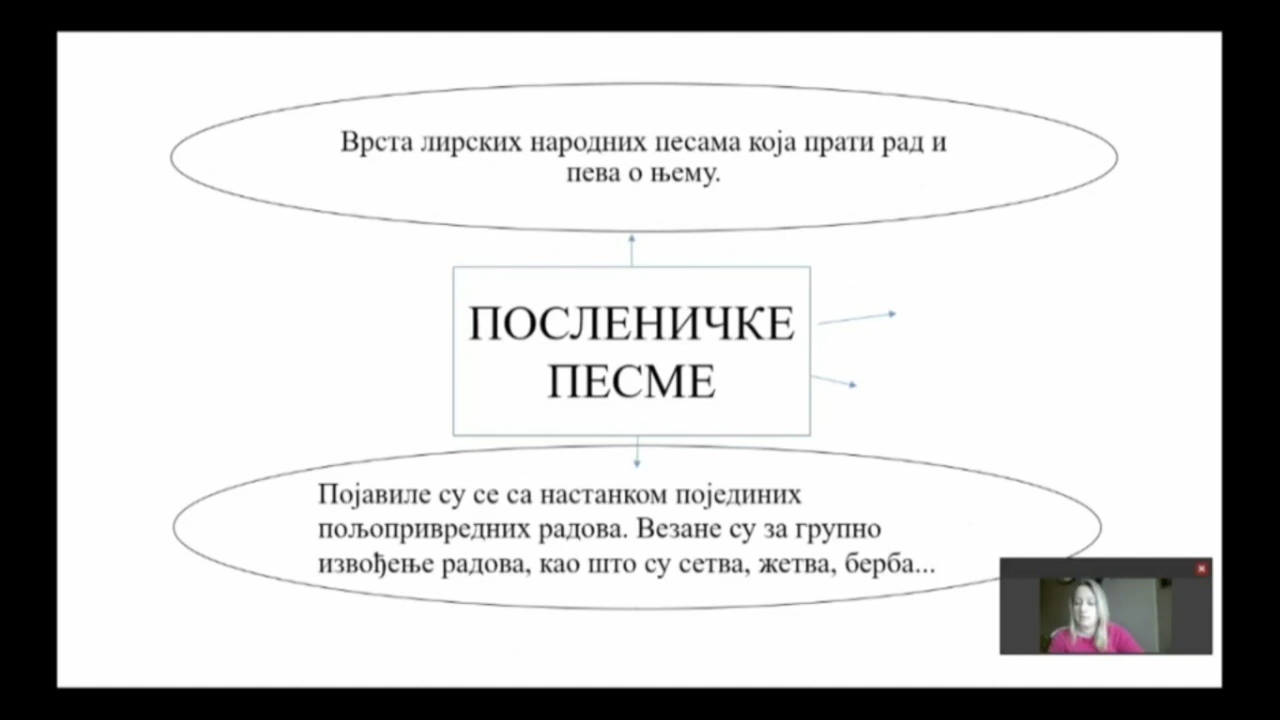 Врста лирских народних песама која прати рад и
пева о њему.
ПОСЛЕНИЧКЕ
ПЕСМЕ
Појавиле су се са настанком појединих
пољопривредних радова. Везане су за групно
извођење радова, као што су сетва, жетва, берба...